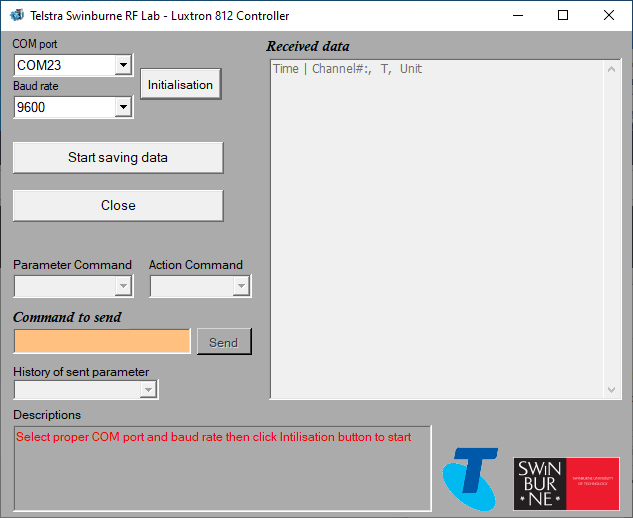 Telstra Swinburne RF Lab - Luxtron 812 Controller
COM port
COM23
Baud rate
9600
Initialisation
Start saving data
Close
Parameter Command
Action Command
Command to send
Send
History of sent parameter
Received data
Time | Channel#:, T, Unit
Descriptions
Select proper COM port and baud rate then click Intilisation button to start
T
SWIN
BUR
*NE*
SWINBURNE UNIVERSITY
OF TECHNOLOGY